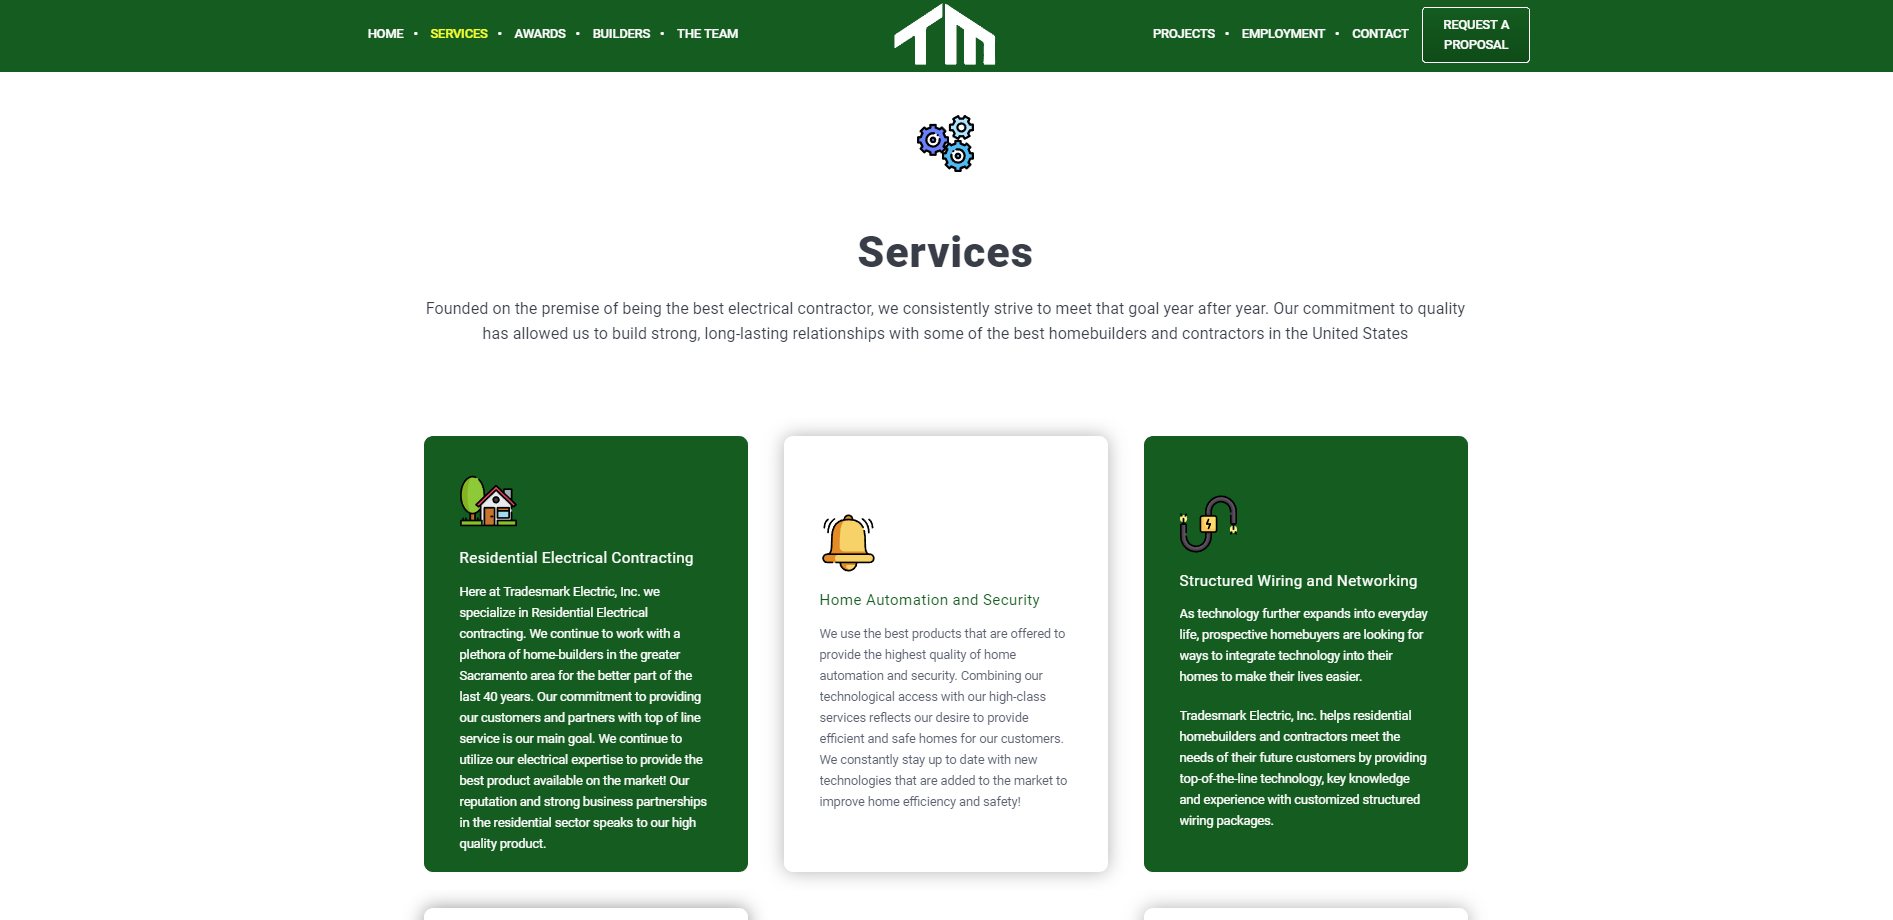 HOME • SERVICES • AWARDS • BUILDERS • THE TEAM
TM
PROJECTS • EMPLOYMENT • CONTACT
REQUEST A
PROPOSAL
Services
Founded on the premise of being the best electrical contractor, we consistently strive to meet that goal year after year. Our commitment to quality
has allowed us to build strong, long-lasting relationships with some of the best homebuilders and contractors in the United States
Residential Electrical Contracting
Here at Tradesmark Electric, Inc. we
specialize in Residential Electrical
contracting. We continue to work with a
plethora of home-builders in the greater
Sacramento area for the better part of the
last 40 years. Our commitment to providing
our customers and partners with top of line
service is our main goal. We continue to
utilize our electrical expertise to provide the
best product available on the market! Our
reputation and strong business partnerships
in the residential sector speaks to our high
quality product.
Home Automation and Security
We use the best products that are offered to
provide the highest quality of home
automation and security. Combining our
technological access with our high-class
services reflects our desire to provide
efficient and safe homes for our customers.
We constantly stay up to date with new
technologies that are added to the market to
improve home efficiency and safety!
Structured Wiring and Networking
As technology further expands into everyday
life, prospective homebuyers are looking for
ways to integrate technology into their
homes to make their lives easier.
Tradesmark Electric, Inc. helps residential
homebuilders and contractors meet the
needs of their future customers by providing
top-of-the-line technology, key knowledge
and experience with customized structured
wiring packages.